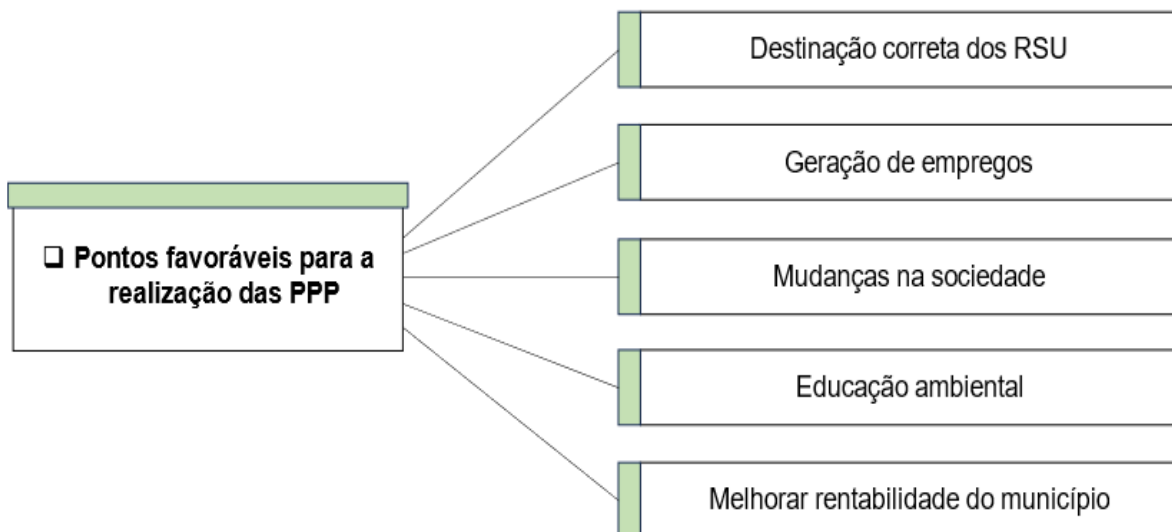 ❑ Pontos favoráveis para a
realização das PPP
Destinação correta dos RSU
Geração de empregos
Mudanças na sociedade
Educação ambiental
Melhorar rentabilidade do município